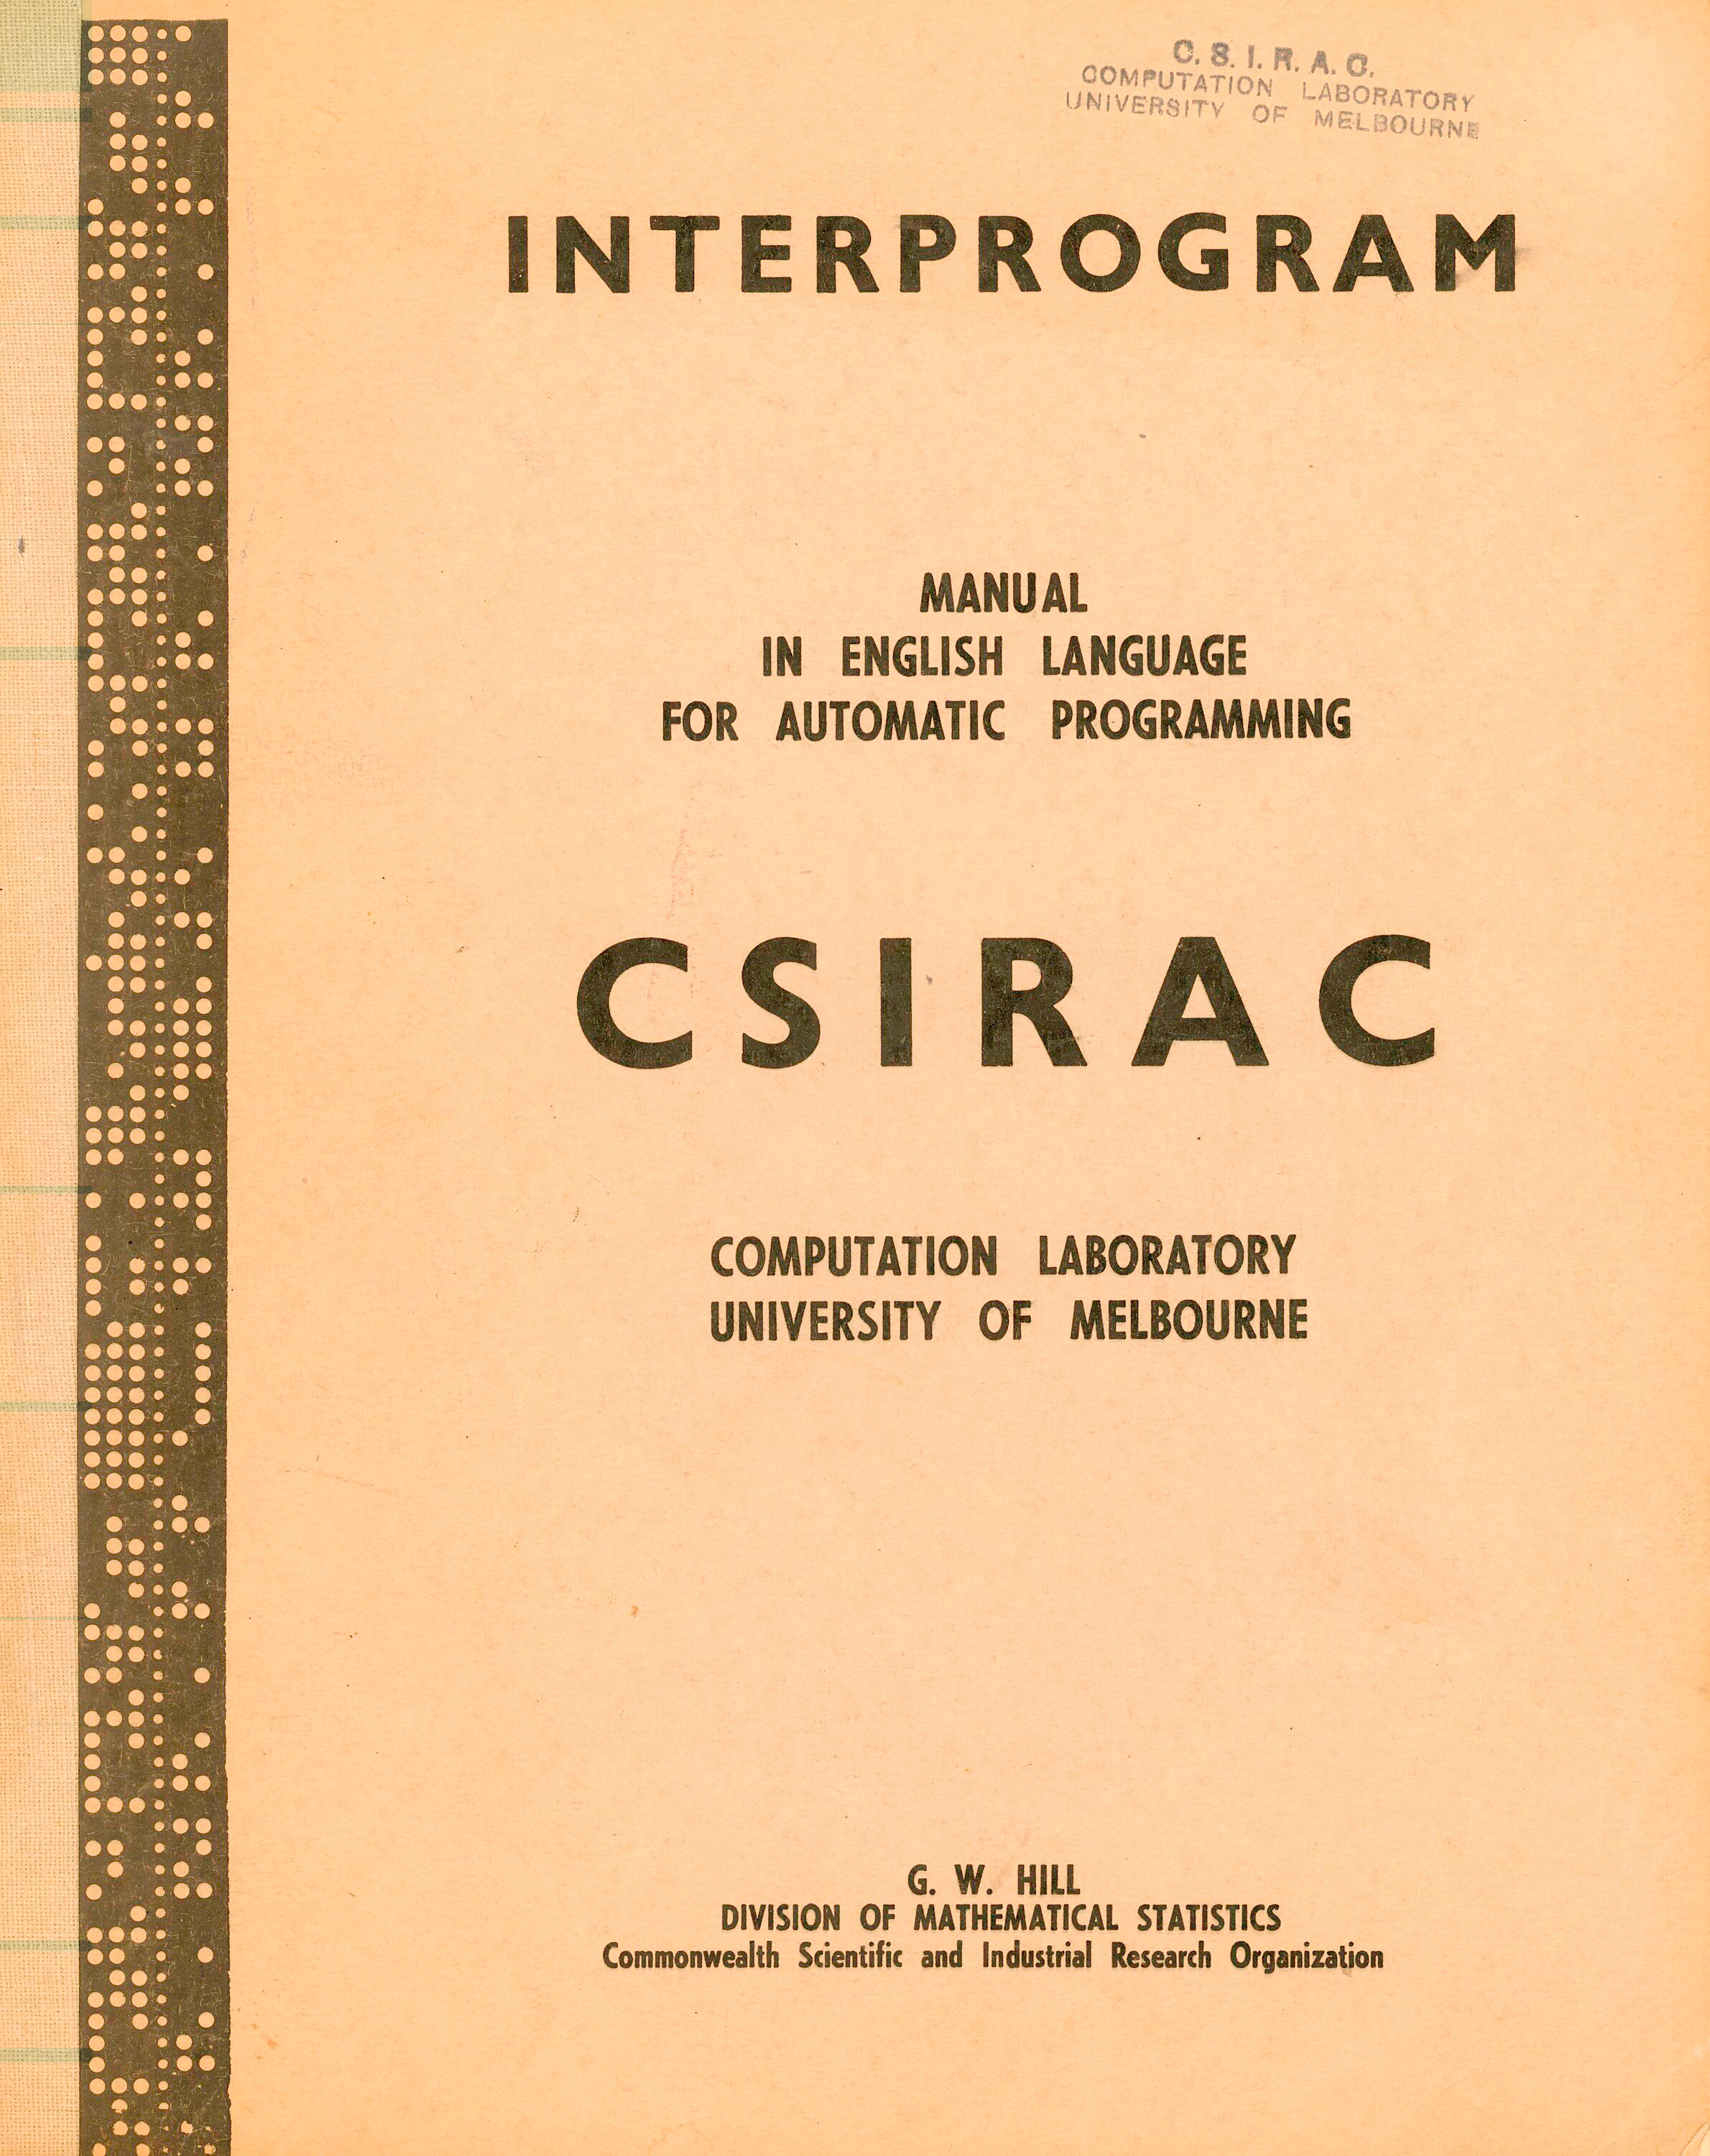 C. S. I. R. A. C.
COMPUTATION LABORATORY
UNIVERSITY OF MELBOURNE
INTERPROGRAM
MANUAL
IN ENGLISH LANGUAGE
FOR AUTOMATIC PROGRAMMING
CSIRAC
COMPUTATION LABORATORY
UNIVERSITY OF MELBOURNE
G. W. HILL
DIVISION OF MATHEMATICAL STATISTICS
Commonwealth Scientific and Industrial Research Organization